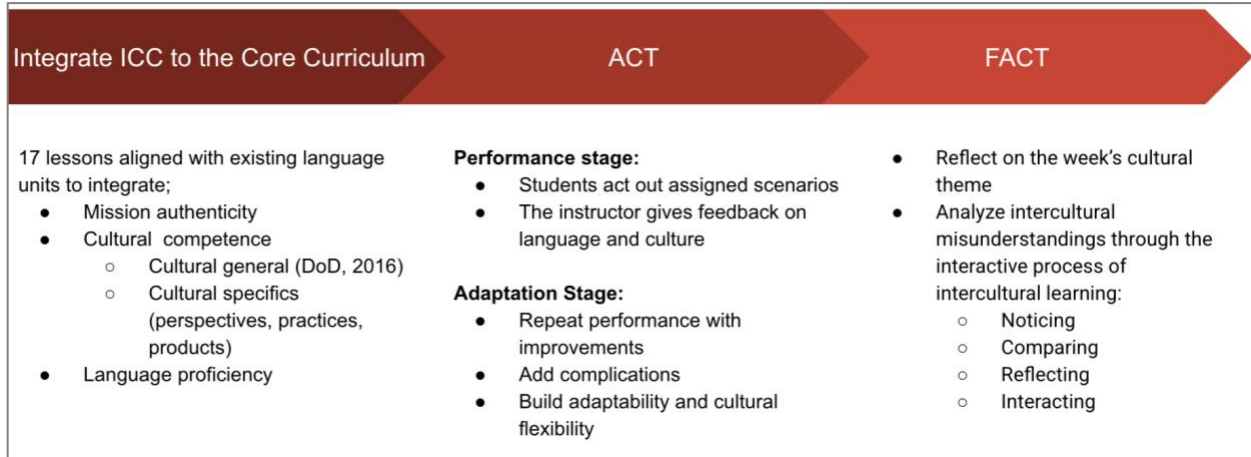 Integrate ICC to the Core Curriculum
ACT
FACT
17 lessons aligned with existing language
units to integrate;
● Mission authenticity
● Cultural competence
○ Cultural general (DoD, 2016)
○ Cultural specifics
(perspectives, practices,
products)
● Language proficiency
Performance stage:
● Students act out assigned scenarios
● The instructor gives feedback on
language and culture
Adaptation Stage:
● Repeat performance with
improvements
● Add complications
● Build adaptability and cultural
flexibility
● Reflect on the week's cultural
theme
● Analyze intercultural
misunderstandings through the
interactive process of
intercultural learning:
○ Noticing
○ Comparing
○ Reflecting
○ Interacting